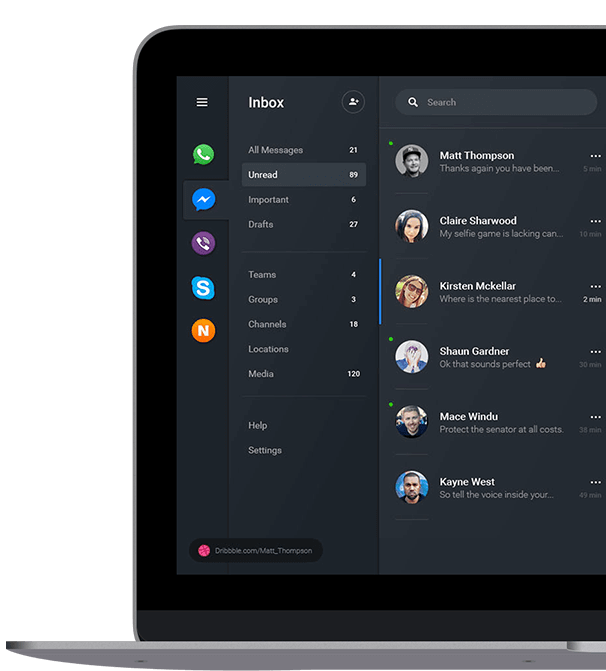 Inbox
All Messages 21
Unread 89
Important 6
Drafts 27
Teams 4
Groups 3
Channels 18
Locations
Media 120
Help
Settings
Dribbble.com/Matt_Thompson
Search
Matt Thompson
Thanks again you have been... 5 min
Claire Sharwood
My selfie game is lacking can... 10 min
Kirsten Mckellar
Where is the nearest place to... 2 min
Shaun Gardner
Ok that sounds perfect 👍🏼 30 min
Mace Windu
Protect the senator at all costs. 38 min
Kayne West
So tell the voice inside your... 49 min
S
N